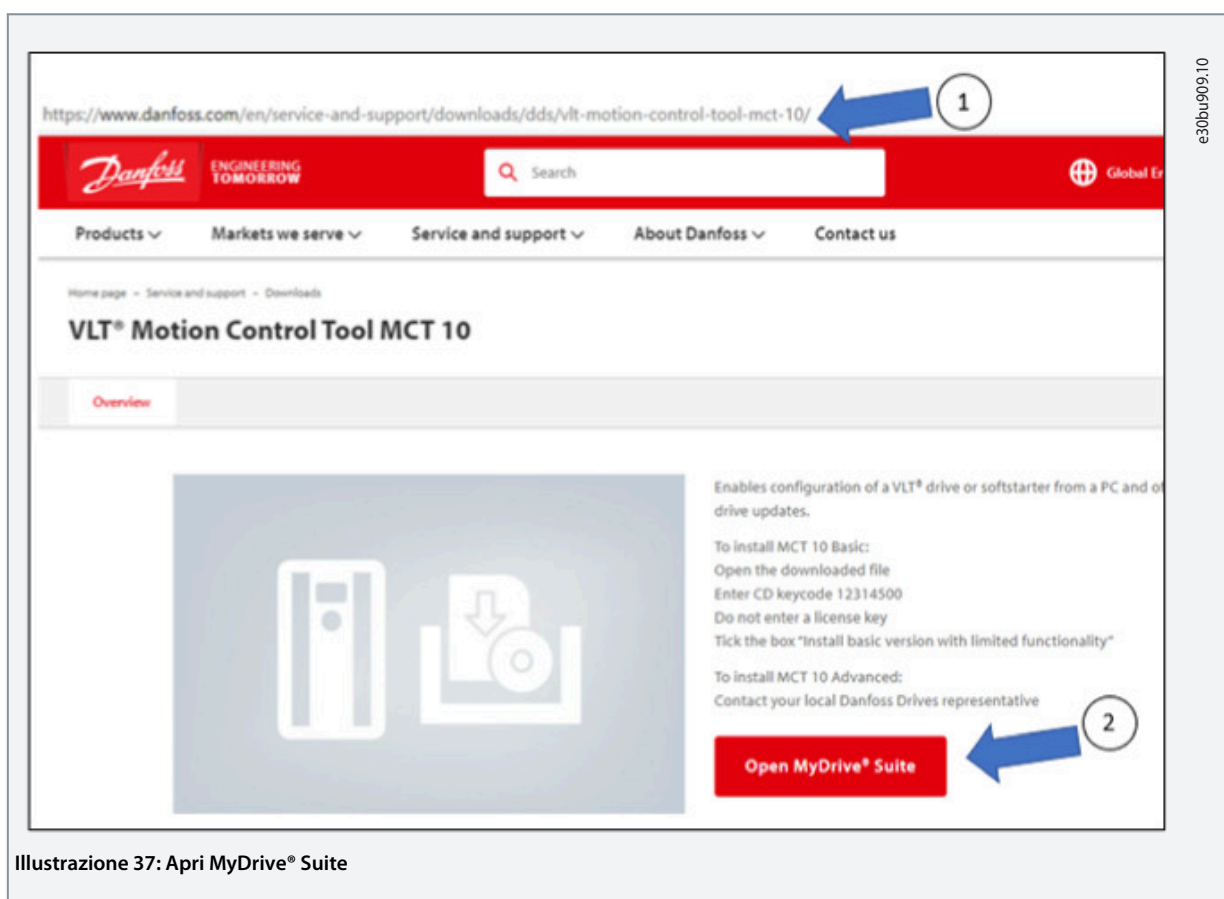 e30bu909.10
https://www.danfoss.com/en/service-and-support/downloads/dds/vlt-motion-control-tool-mct-10/
1
Danfoss
ENGINEERING
TOMORROW
Search
Global En
Products
Markets we serve
Service and support
About Danfoss
Contact us
Home page - Service and support - Downloads
VLT® Motion Control Tool MCT 10
Overview
Enables configuration of a VLT® drive or softstarter from a PC and of
drive updates.
To install MCT 10 Basic:
Open the downloaded file
Enter CD keycode 12314500
Do not enter a license key
Tick the box "Install basic version with limited functionality"
To install MCT 10 Advanced:
Contact your local Danfoss Drives representative
2
Open MyDrive® Suite
Illustrazione 37: Apri MyDrive® Suite